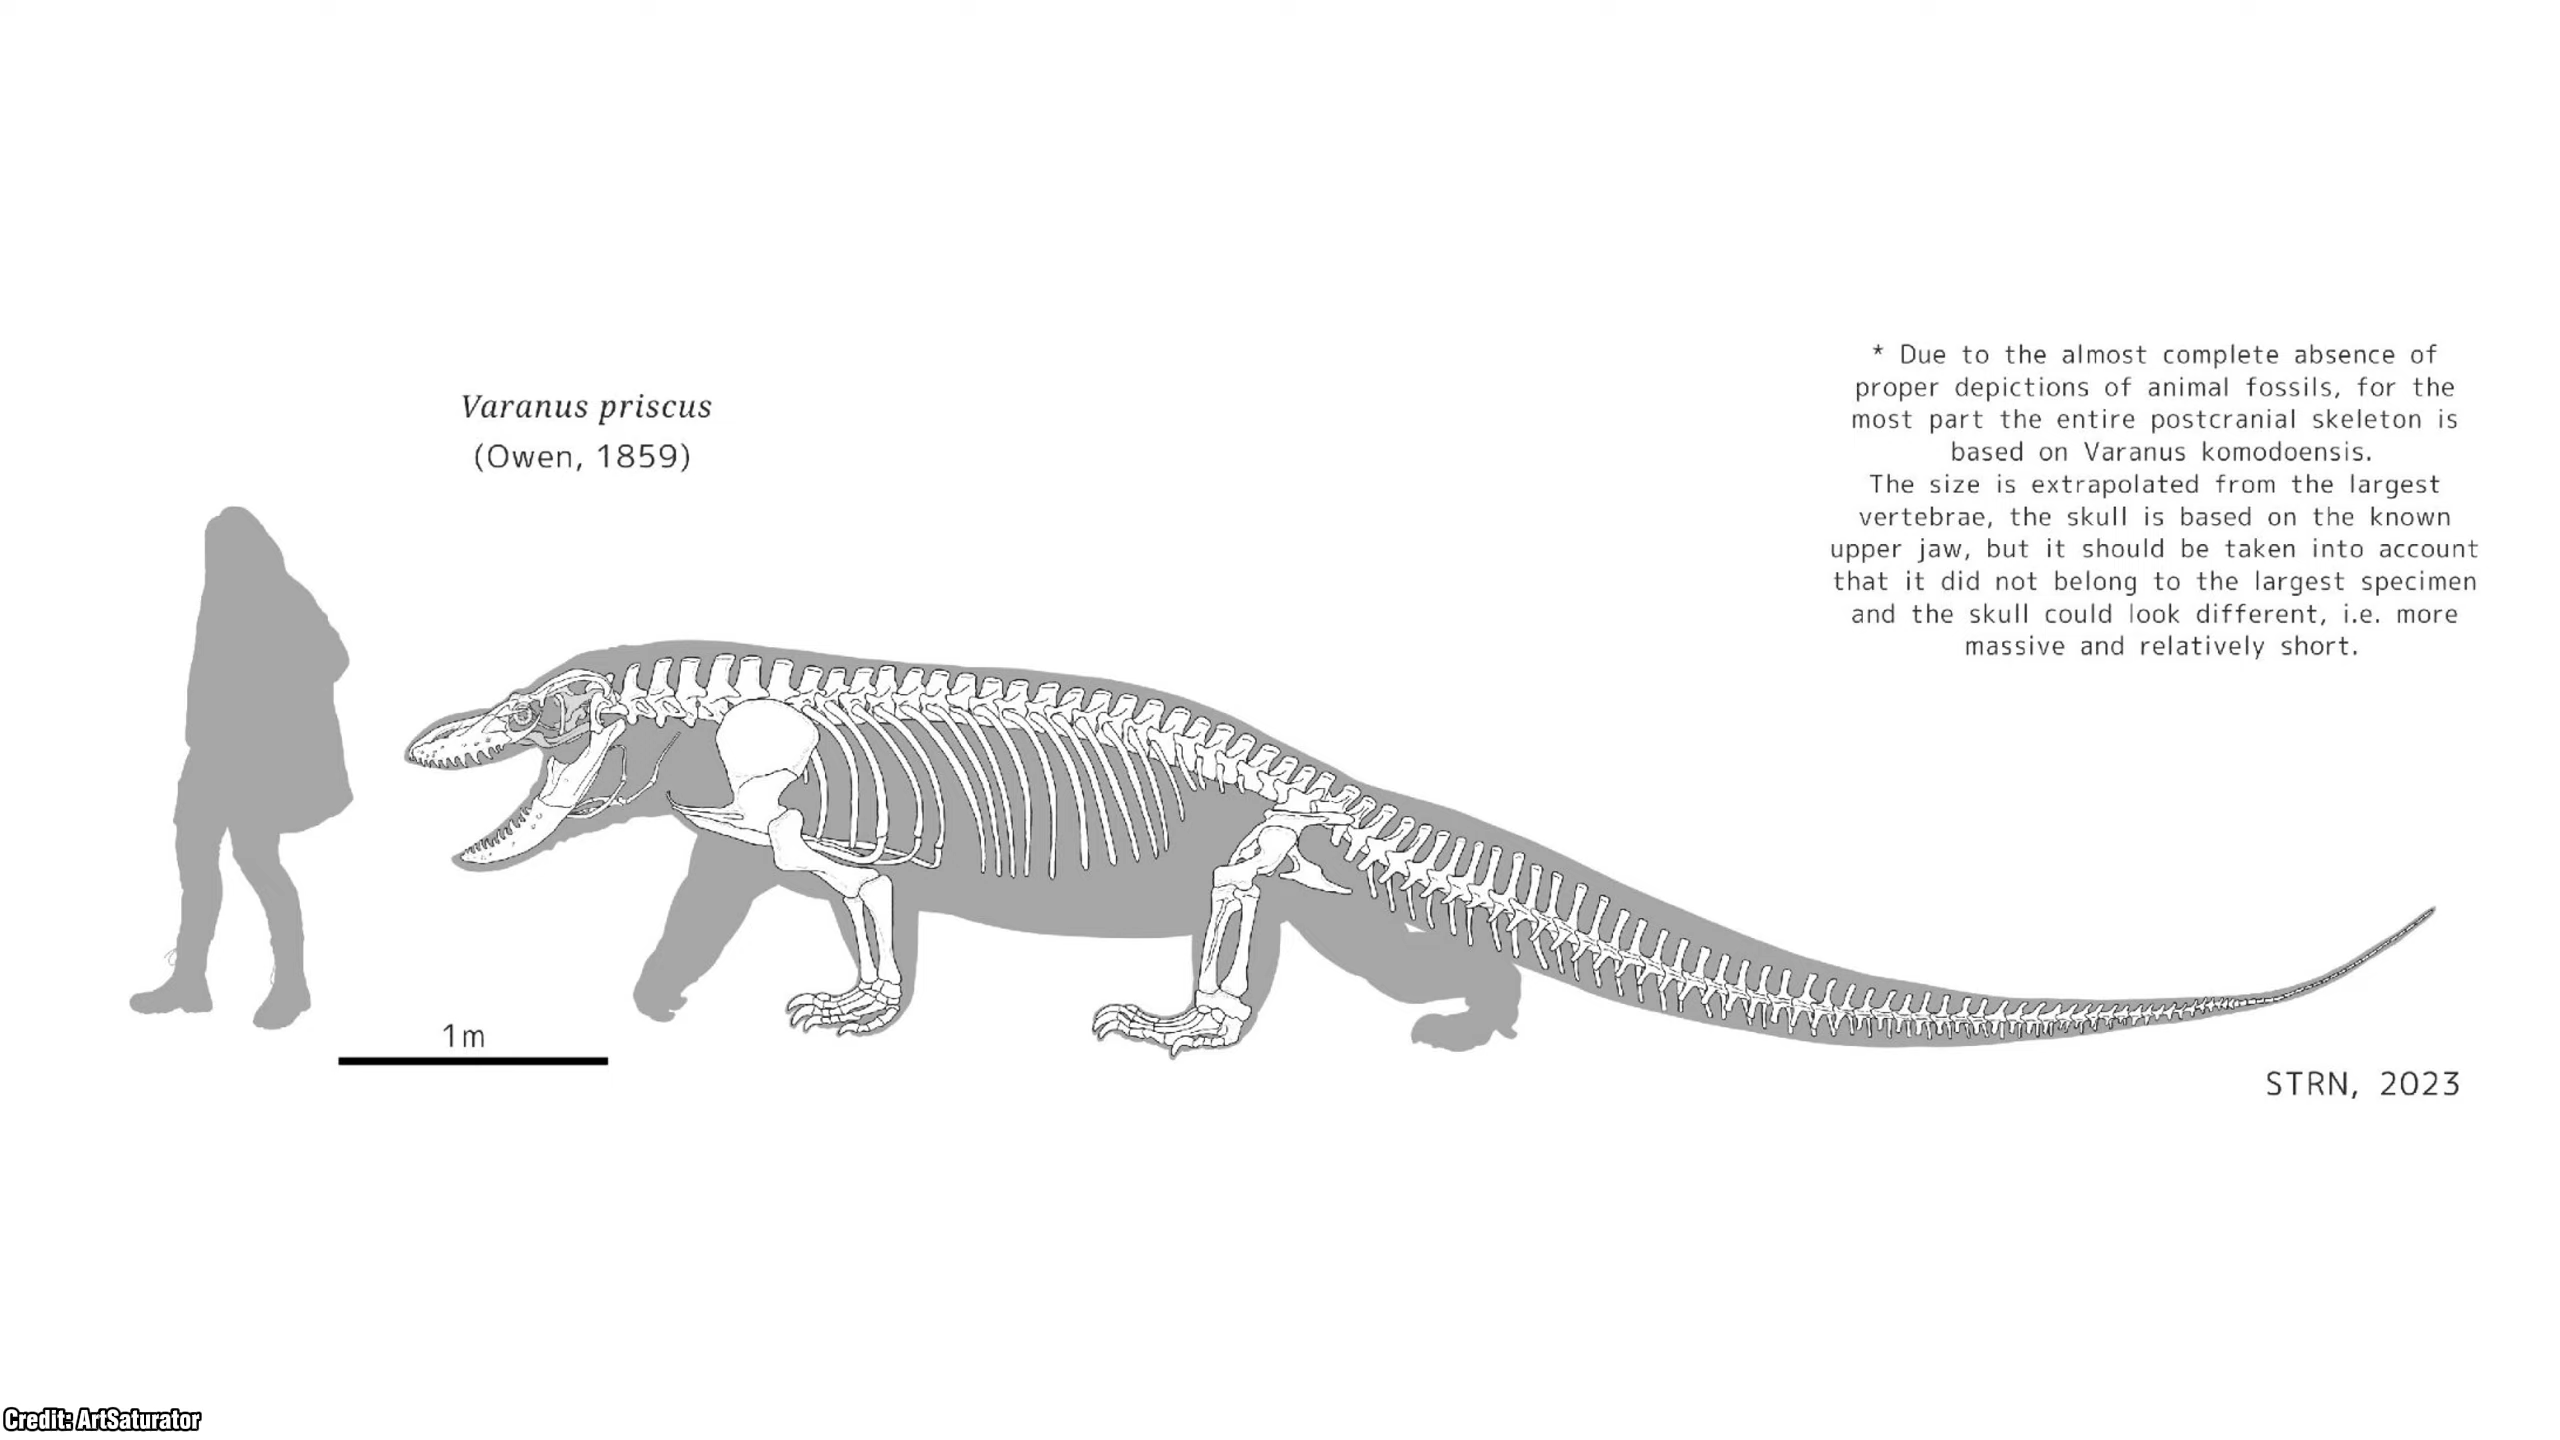 Varanus priscus
(Owen, 1859)
* Due to the almost complete absence of
proper depictions of animal fossils, for the
most part the entire postcranial skeleton is
based on Varanus komodoensis.
The size is extrapolated from the largest
vertebrae, the skull is based on the known
upper jaw, but it should be taken into account
that it did not belong to the largest specimen
and the skull could look different, i.e. more
massive and relatively short.
1m
STRN, 2023
Credit: ArtSaturator